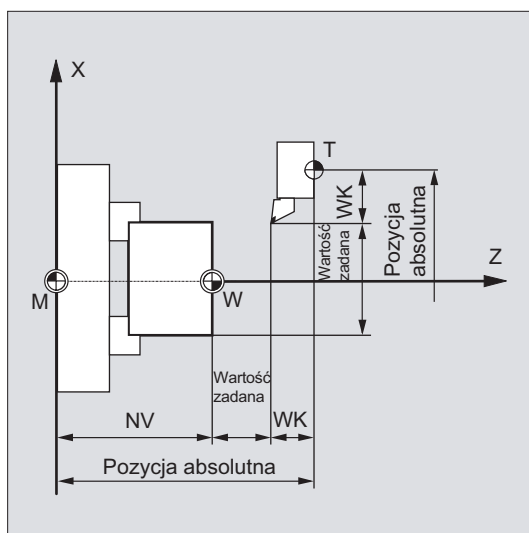 X
T
WK
Wartość
zadana
Pozycja
absolutna
Z
M
W
Wartość
zadana
NV
WK
Pozycja absolutna